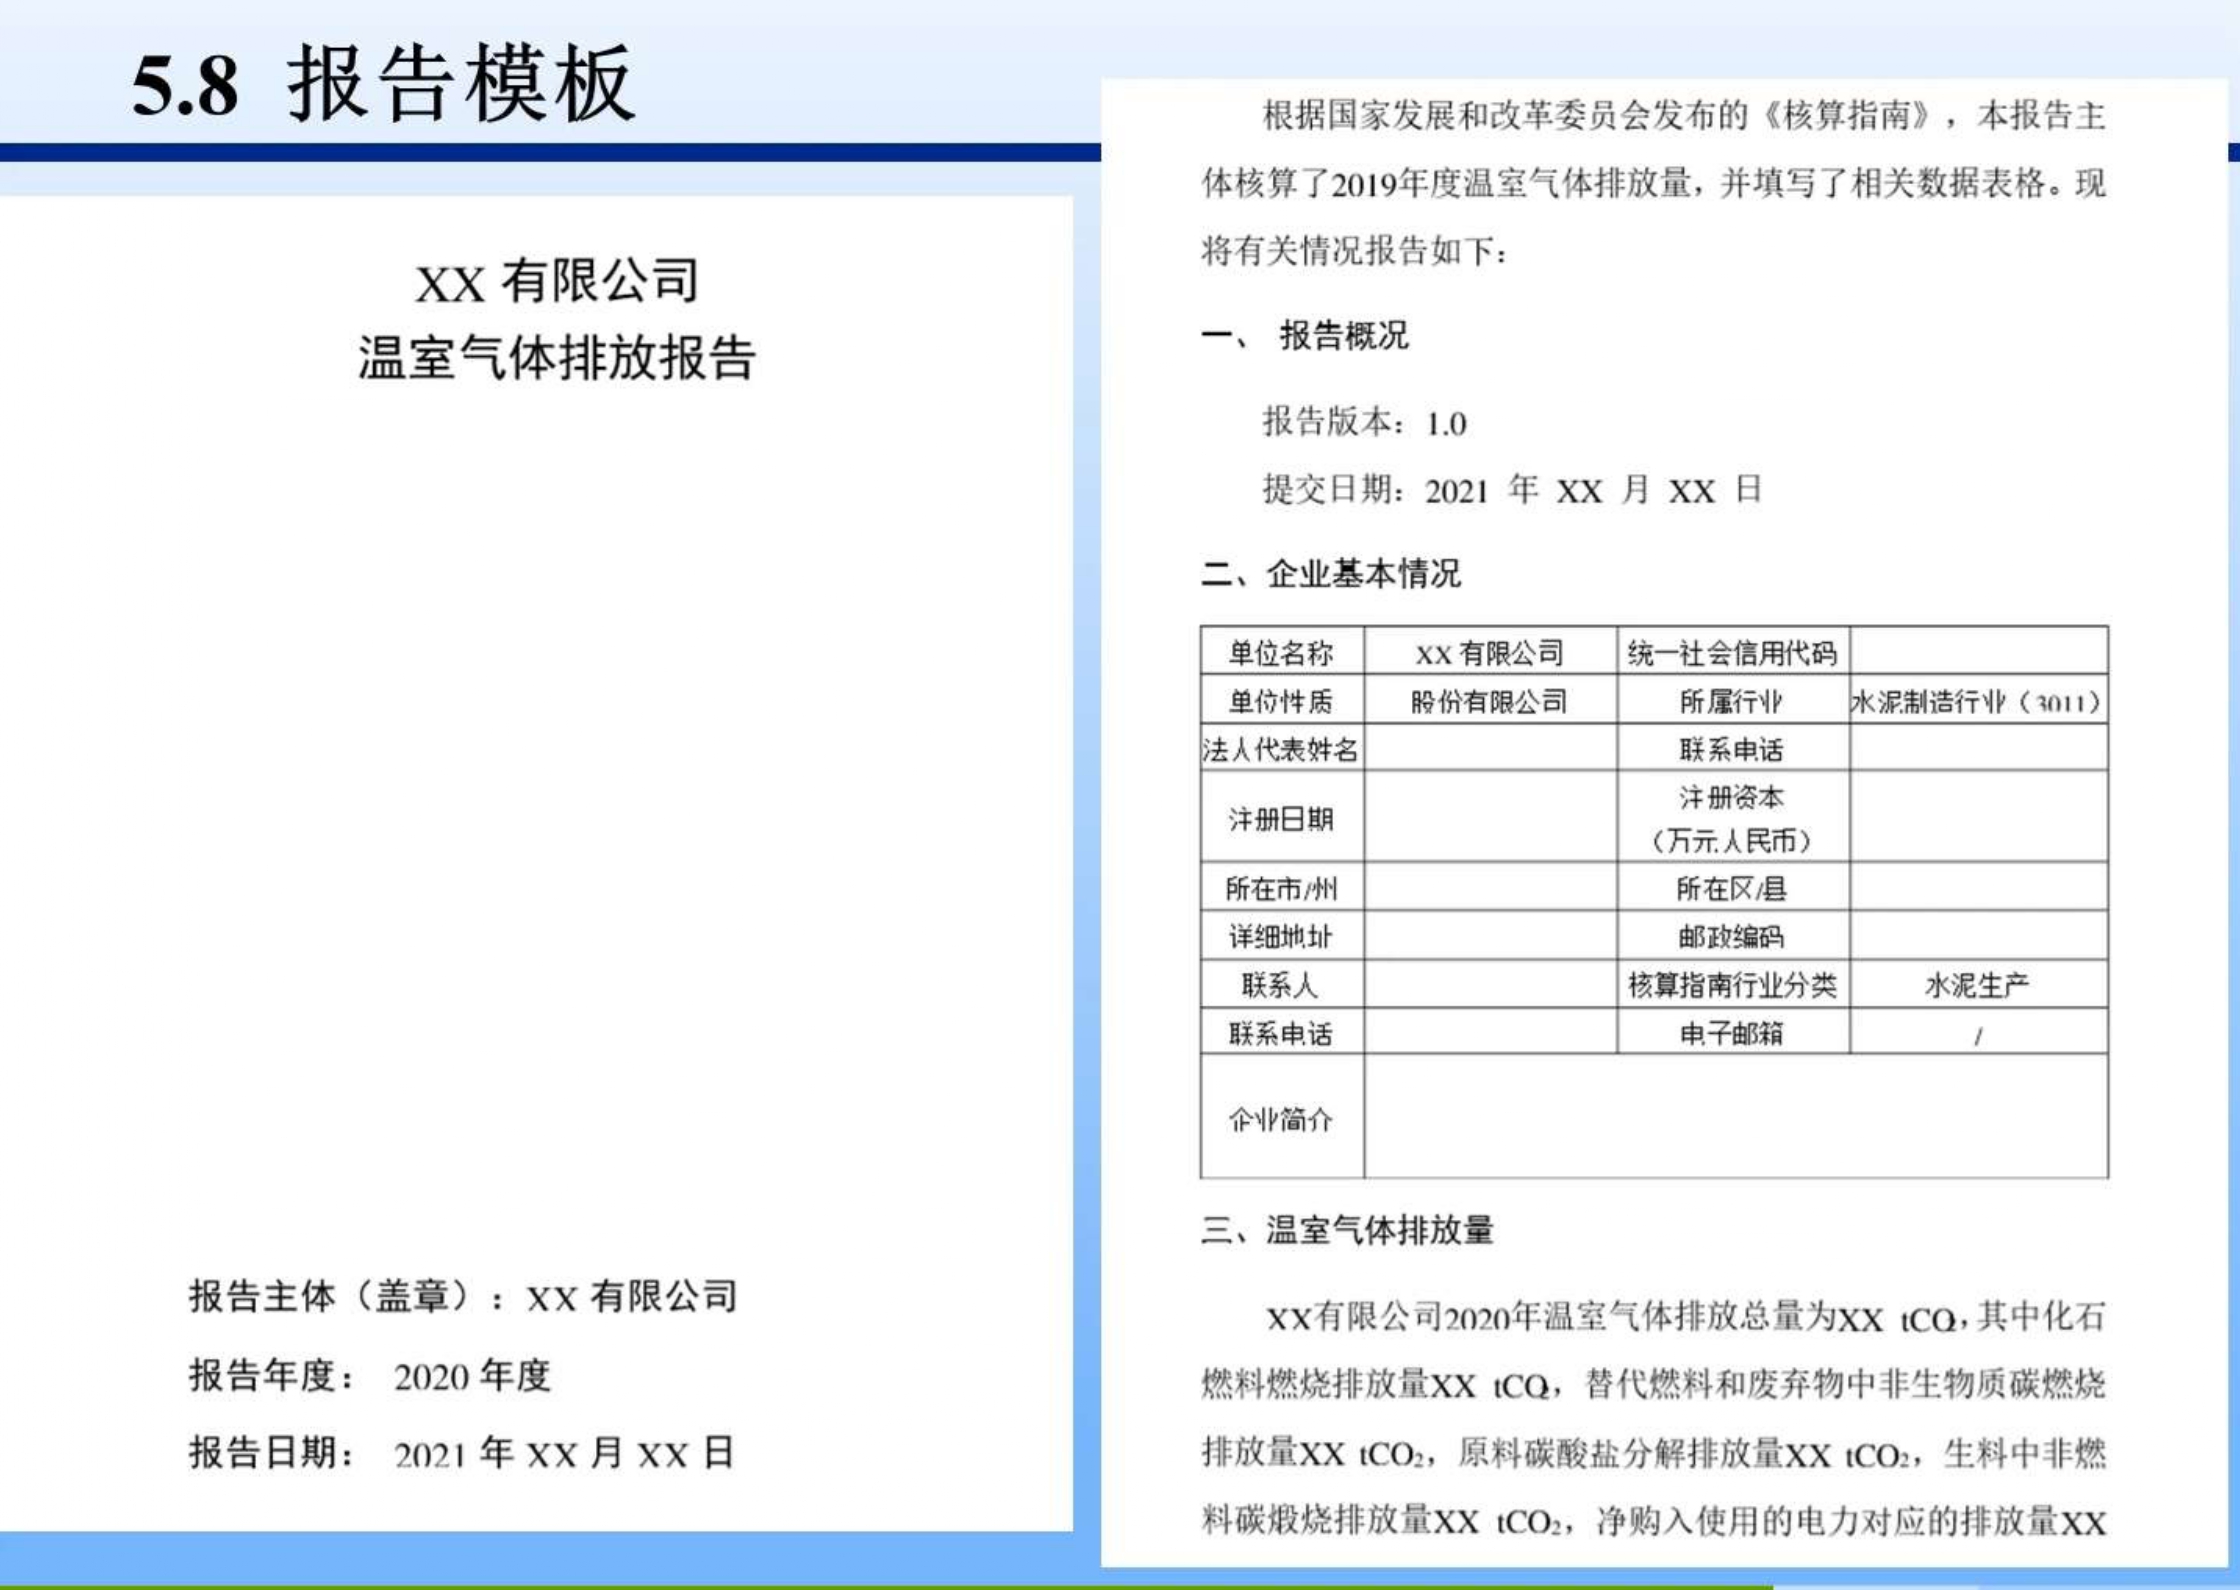 5.8 报告模板
XX 有限公司
温室气体排放报告
报告主体（盖章）：XX 有限公司
报告年度： 2020 年度
报告日期： 2021 年 XX 月 XX 日
根据国家发展和改革委员会发布的《核算指南》，本报告主
体核算了2019年度温室气体排放量，并填写了相关数据表格。现
将有关情况报告如下：
一、 报告概况
报告版本：1.0
提交日期：2021 年 XX 月 XX 日
二、企业基本情况
单位名称 XX 有限公司 统一社会信用代码
单位性质 股份有限公司 所属行业 水泥制造行业（3011）
法人代表姓名 联系电话
注册日期 注册资本
（万元人民币）
所在市/州 所在区/县
详细地址 邮政编码
联系人 核算指南行业分类 水泥生产
联系电话 电子邮箱 /
企业简介
三、温室气体排放量
XX有限公司2020年温室气体排放总量为XX tCO₂，其中化石
燃料燃烧排放量XX tCO₂，替代燃料和废弃物中非生物质碳燃烧
排放量XX tCO₂，原料碳酸盐分解排放量XX tCO₂，生料中非燃
料碳煅烧排放量XX tCO₂，净购入使用的电力对应的排放量XX